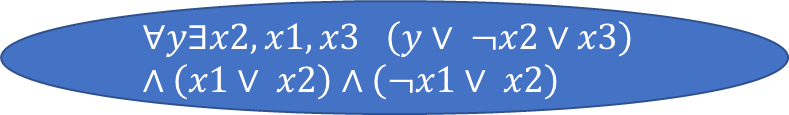 ∀y∃x2, x1, x3 (y ∨ ¬x2 ∨ x3)
∧ (x1 ∨ x2) ∧ (¬x1 ∨ x2)